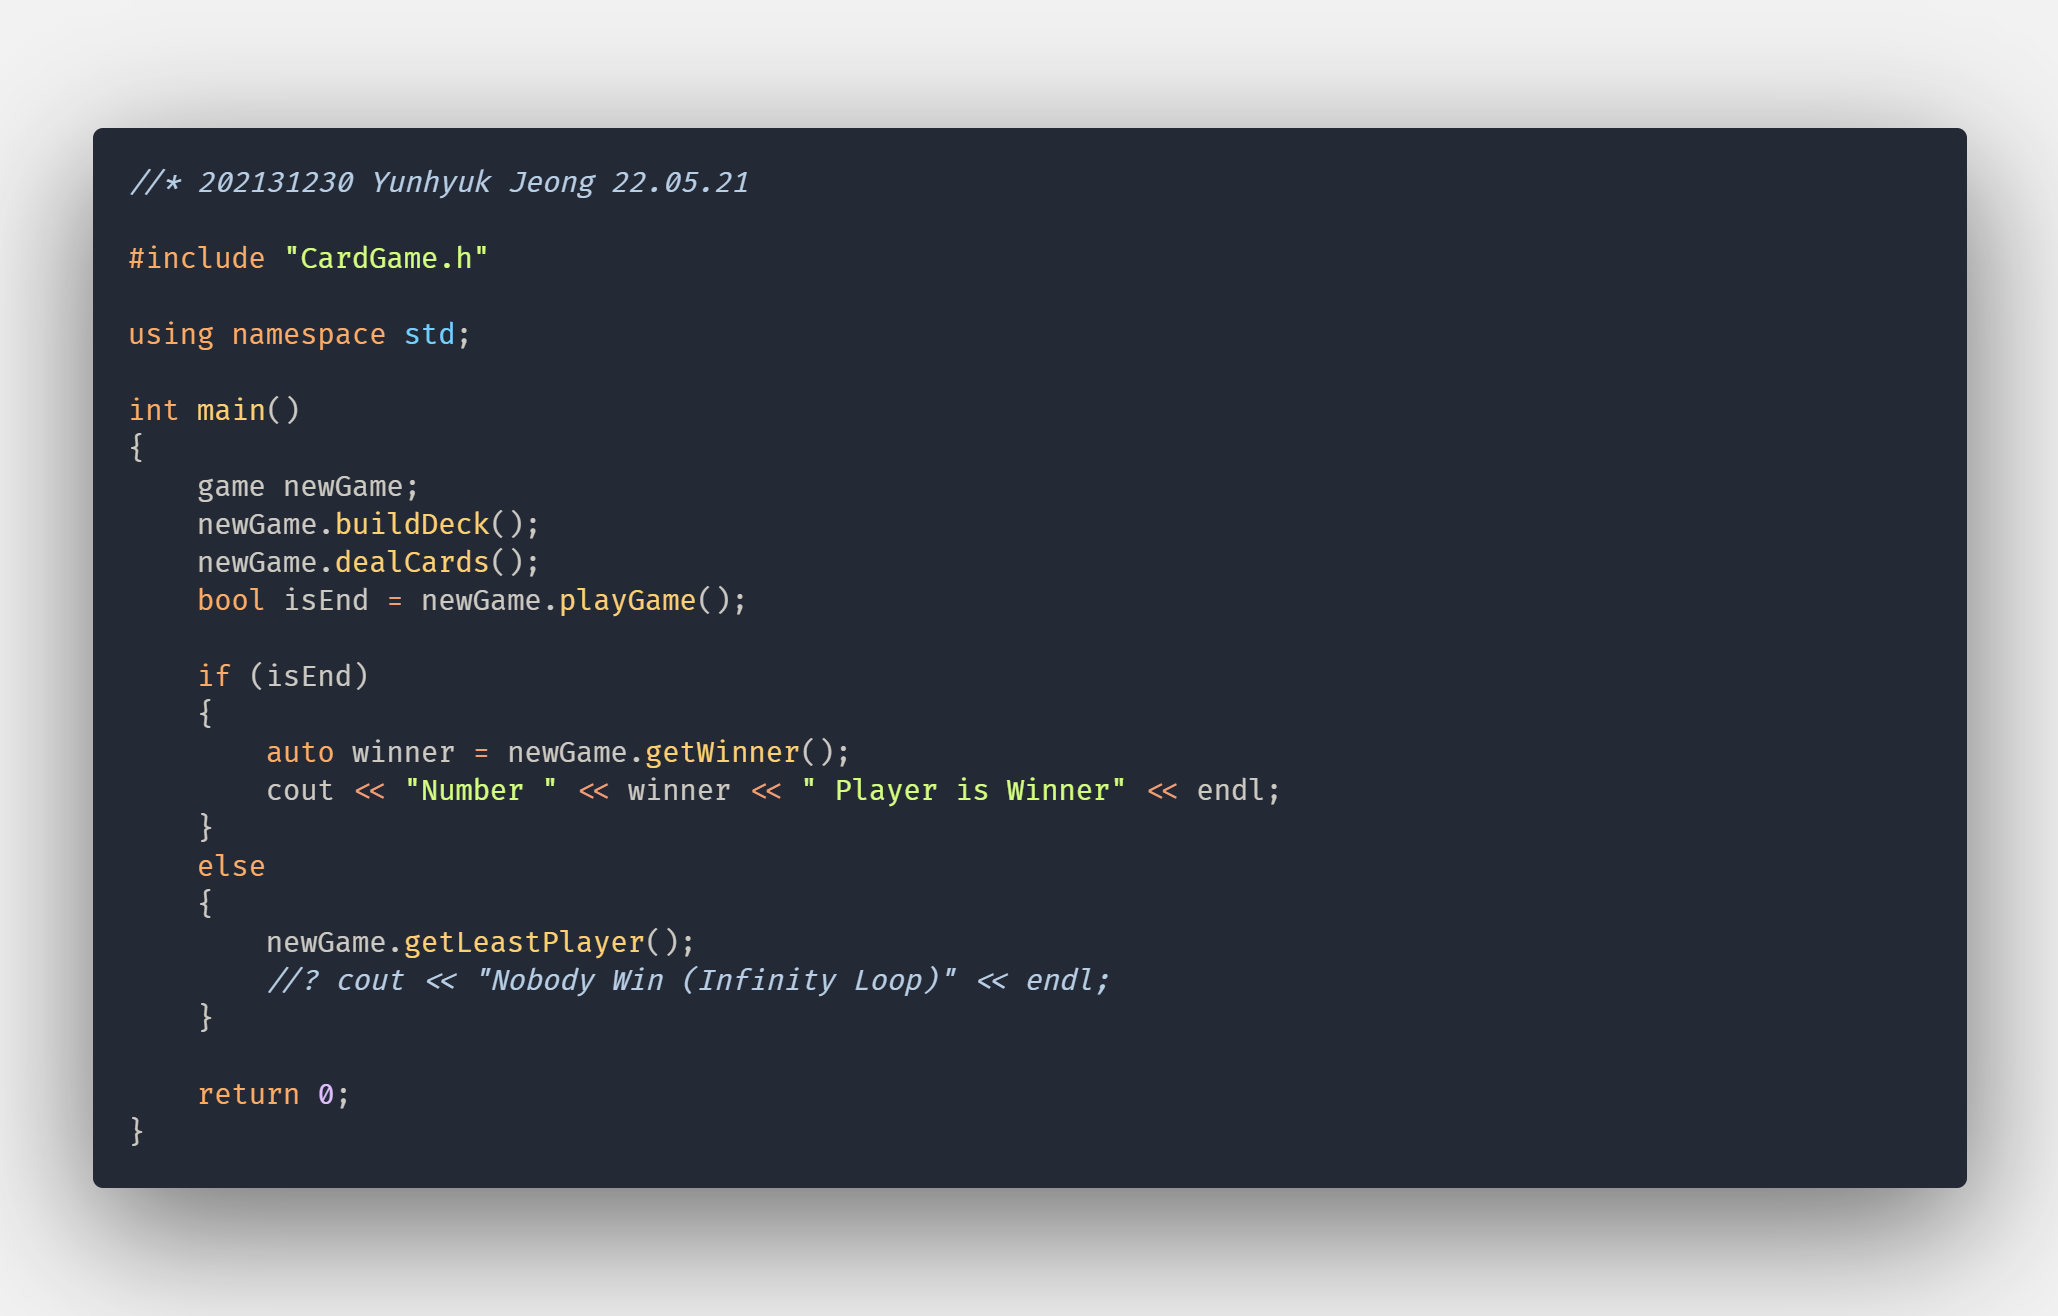 //* 202131230 Yunhyuk Jeong 22.05.21

#include "CardGame.h"

using namespace std;

int main()
{
    game newGame;
    newGame.buildDeck();
    newGame.dealCards();
    bool isEnd = newGame.playGame();

    if (isEnd)
    {
        auto winner = newGame.getWinner();
        cout << "Number " << winner << " Player is Winner" << endl;
    }
    else
    {
        newGame.getLeastPlayer();
        //? cout << "Nobody Win (Infinity Loop)" << endl;
    }

    return 0;
}